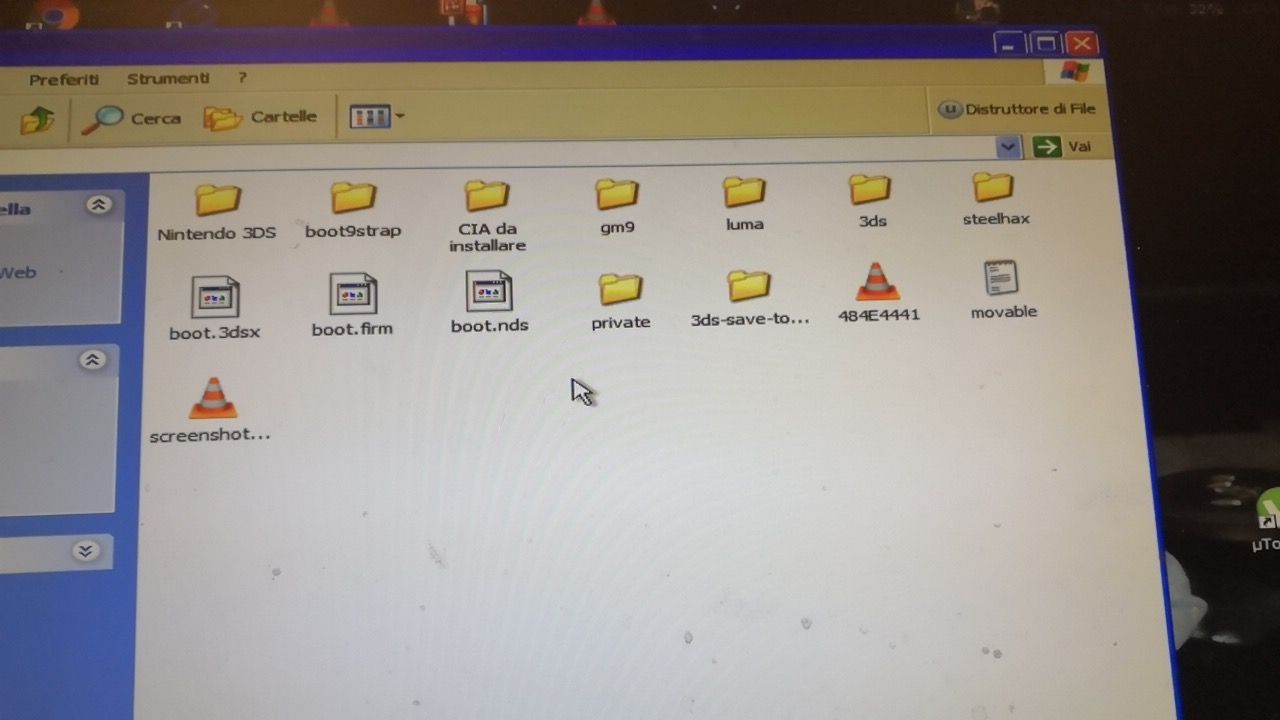 32%
Preferiti Strumenti ?
Cerca Cartelle
Distruttore di File
Vai
ella
Web
Nintendo 3DS boot9strap CIA da gm9 luma 3ds steelhax
installare
boot.3dsx boot.firm boot.nds private 3ds-save-to... 484E4441 movable
screenshot...
µTo